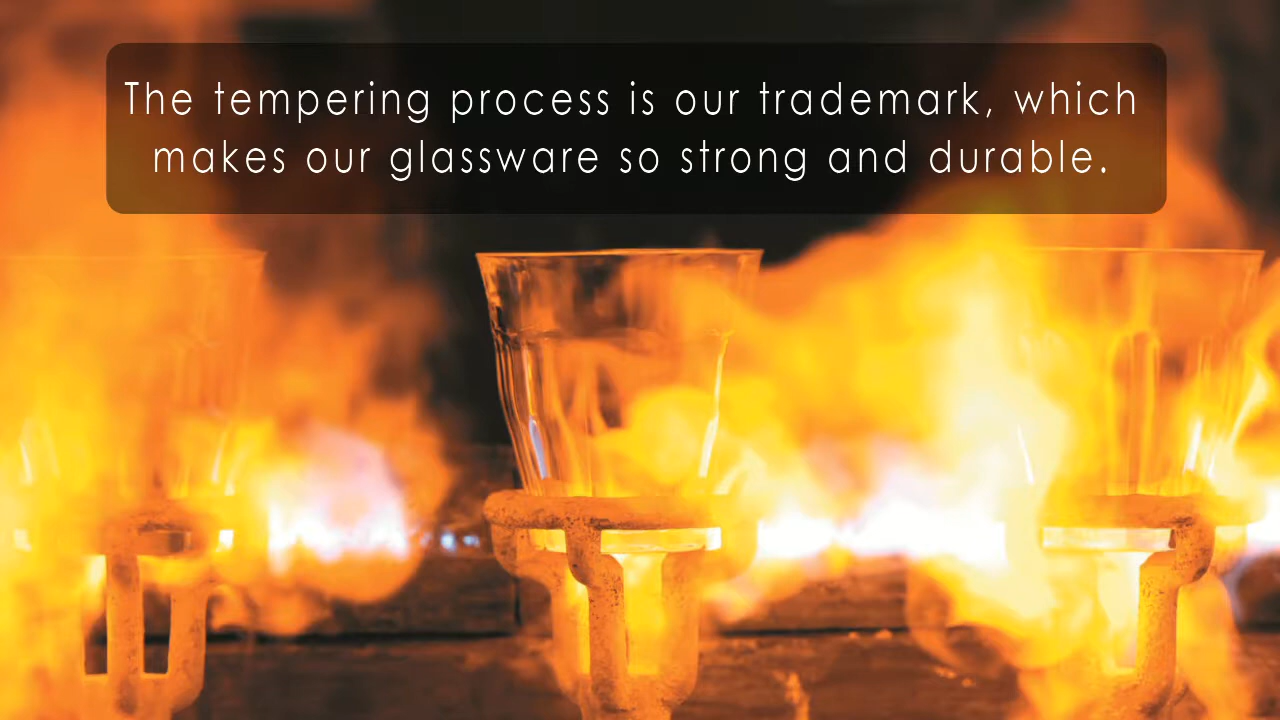 The tempering process is our trademark, which
makes our glassware so strong and durable.